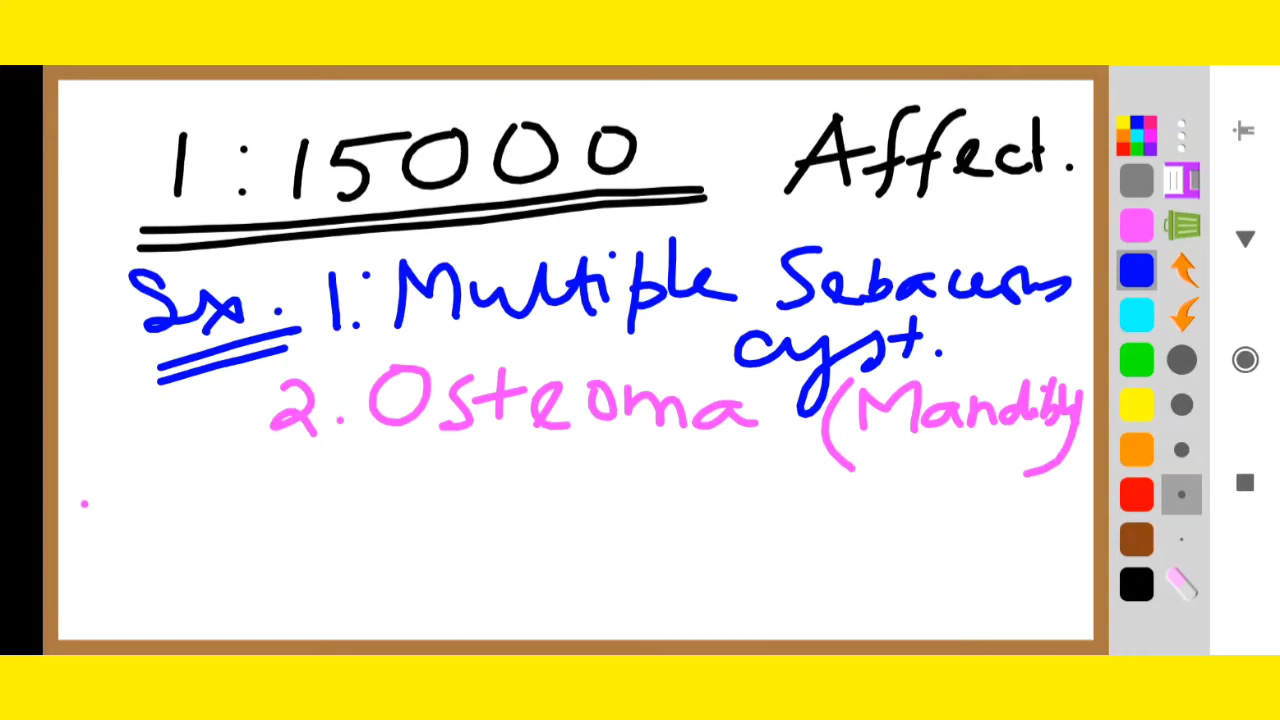 1:15000 Affect.
Sx. 1. Multiple Sebaceous
cyst.
2. Osteoma (Mandible)